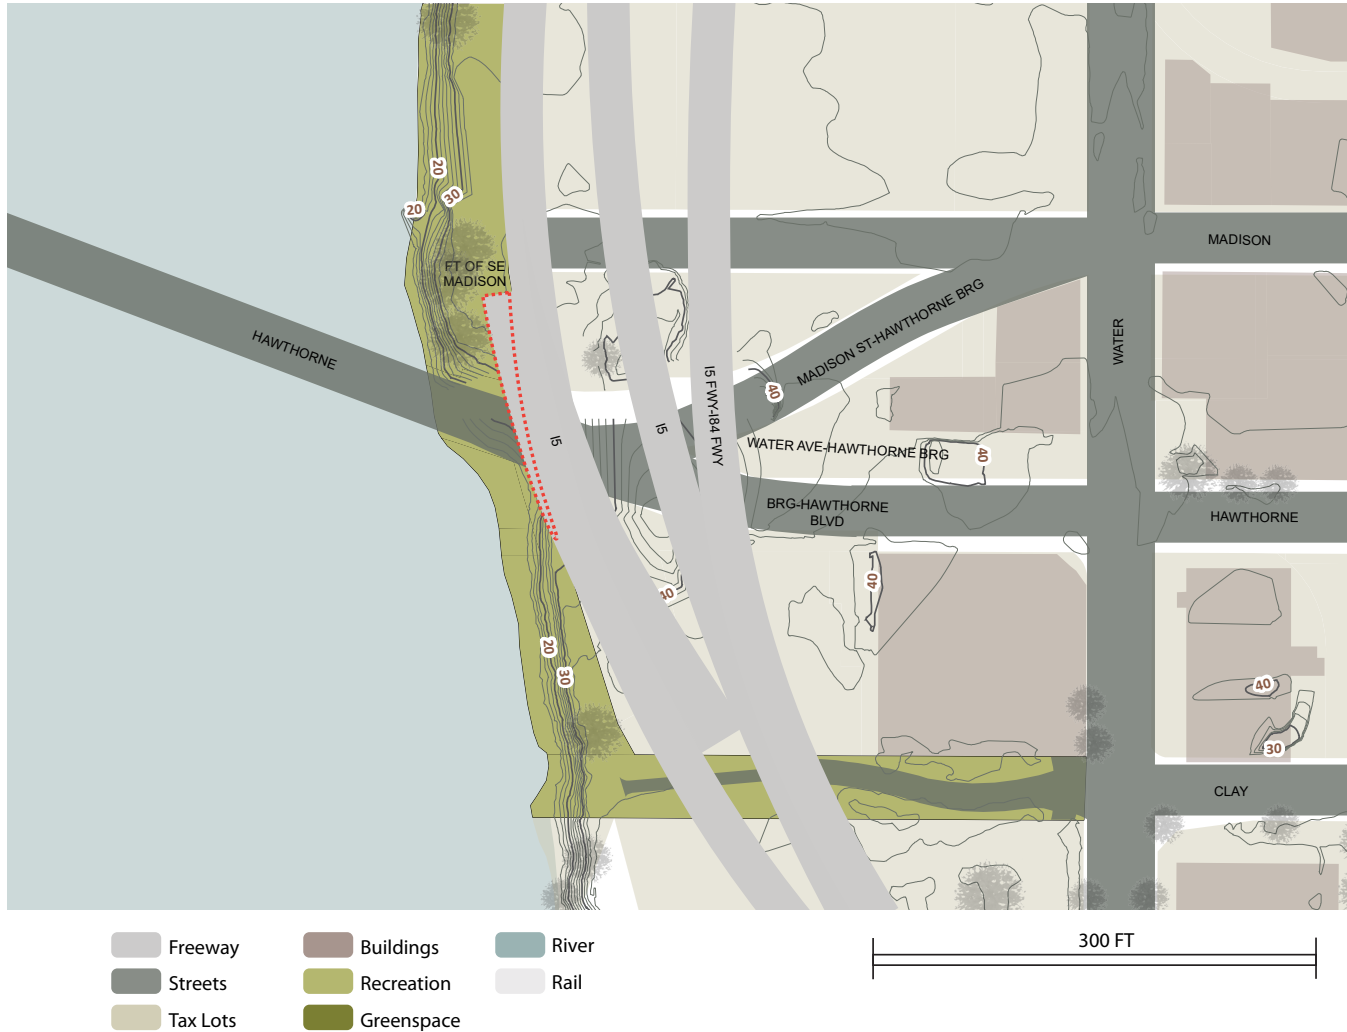 20
30
20
MADISON
FT OF SE
MADISON
HAWTHORNE
MADISON ST-HAWTHORNE BRG
WATER
I5 FWY-I84 FWY
40
I5
I5
WATER AVE-HAWTHORNE BRG
40
BRG-HAWTHORNE
BLVD
HAWTHORNE
40
40
20
30
40
30
CLAY
Freeway
Buildings
River
300 FT
Streets
Recreation
Rail
Tax Lots
Greenspace